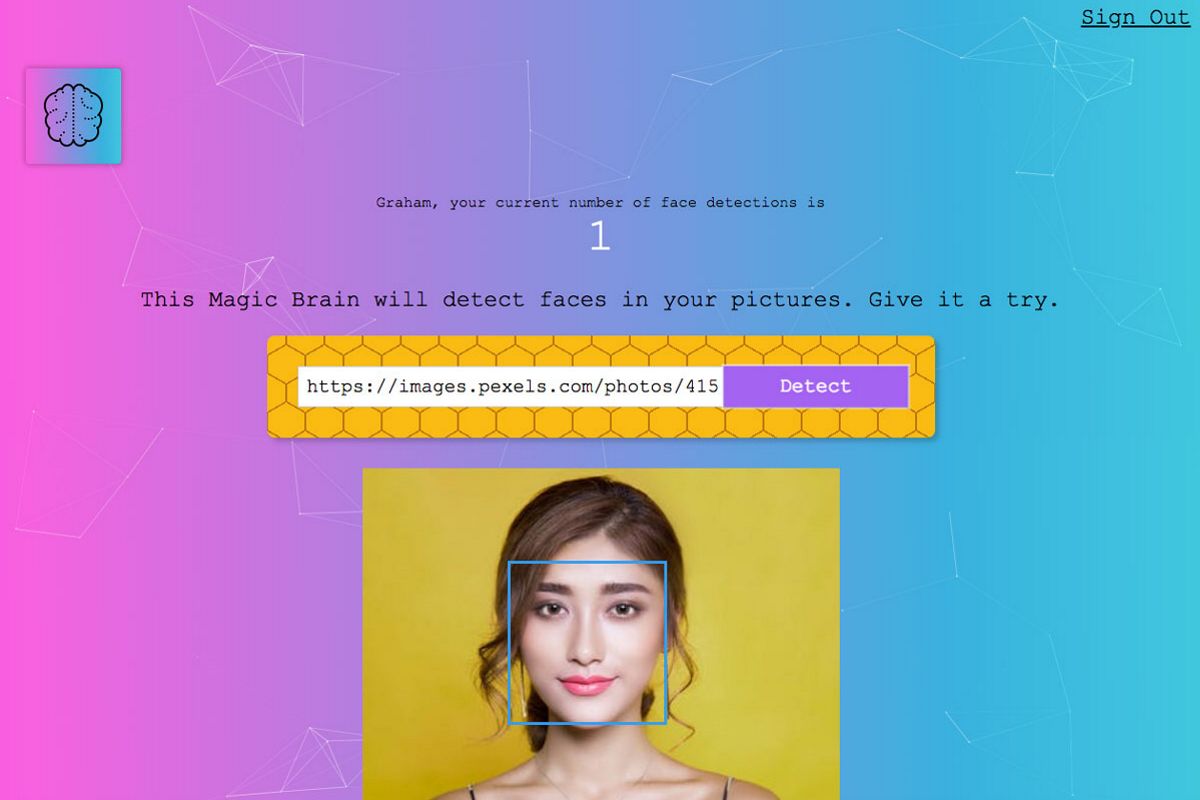 Sign Out
Graham, your current number of face detections is
1
This Magic Brain will detect faces in your pictures. Give it a try.
https://images.pexels.com/photos/415
Detect